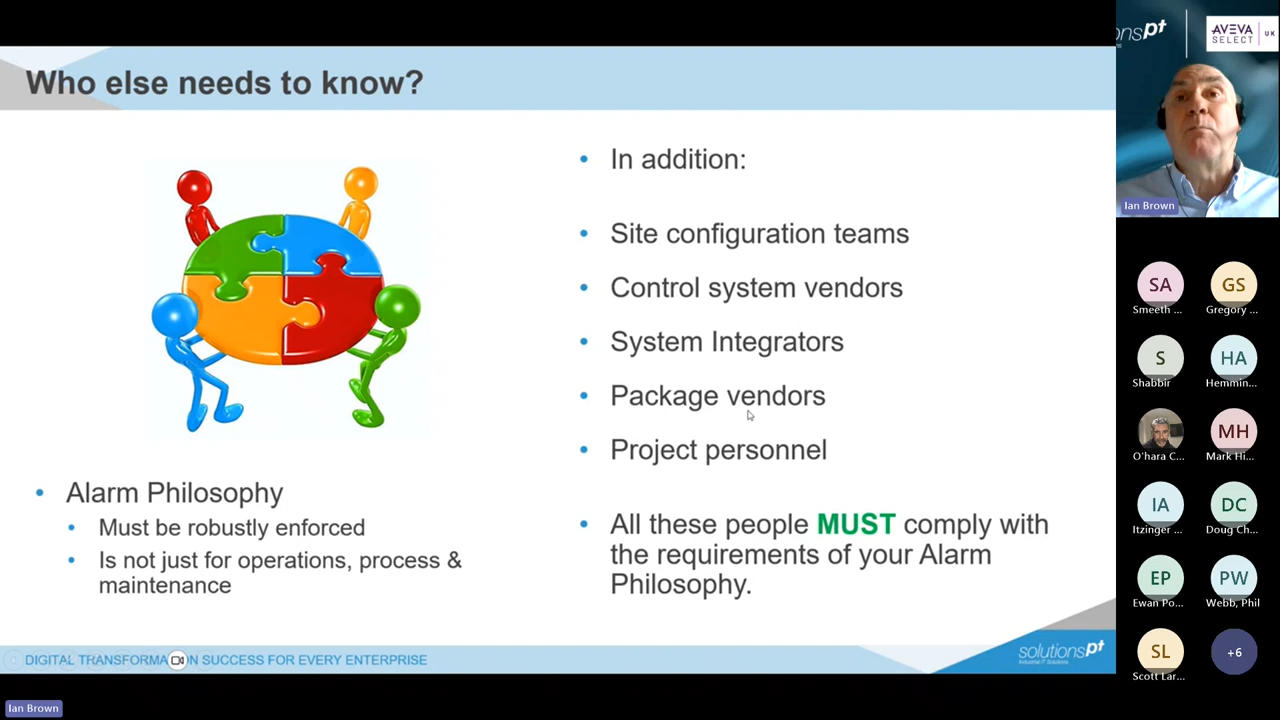 Who else needs to know?
In addition:
Site configuration teams
Control system vendors
System Integrators
Package vendors
Project personnel
All these people MUST comply with
the requirements of your Alarm
Philosophy.
Alarm Philosophy
Must be robustly enforced
Is not just for operations, process &
maintenance
DIGITAL TRANSFORMATION SUCCESS FOR EVERY ENTERPRISE
solutionspt
Industrial IT Solutions
onspt
AVEVA
SELECT
UK
Ian Brown
SA
Smeeth ...
GS
Gregory ...
S
Shabbir
HA
Hemmin...
O'hara C...
MH
Mark Hi...
IA
Itzinger ...
DC
Doug Ch...
EP
Ewan Po...
PW
Webb, Phil
SL
Scott Lar...
+6
Ian Brown